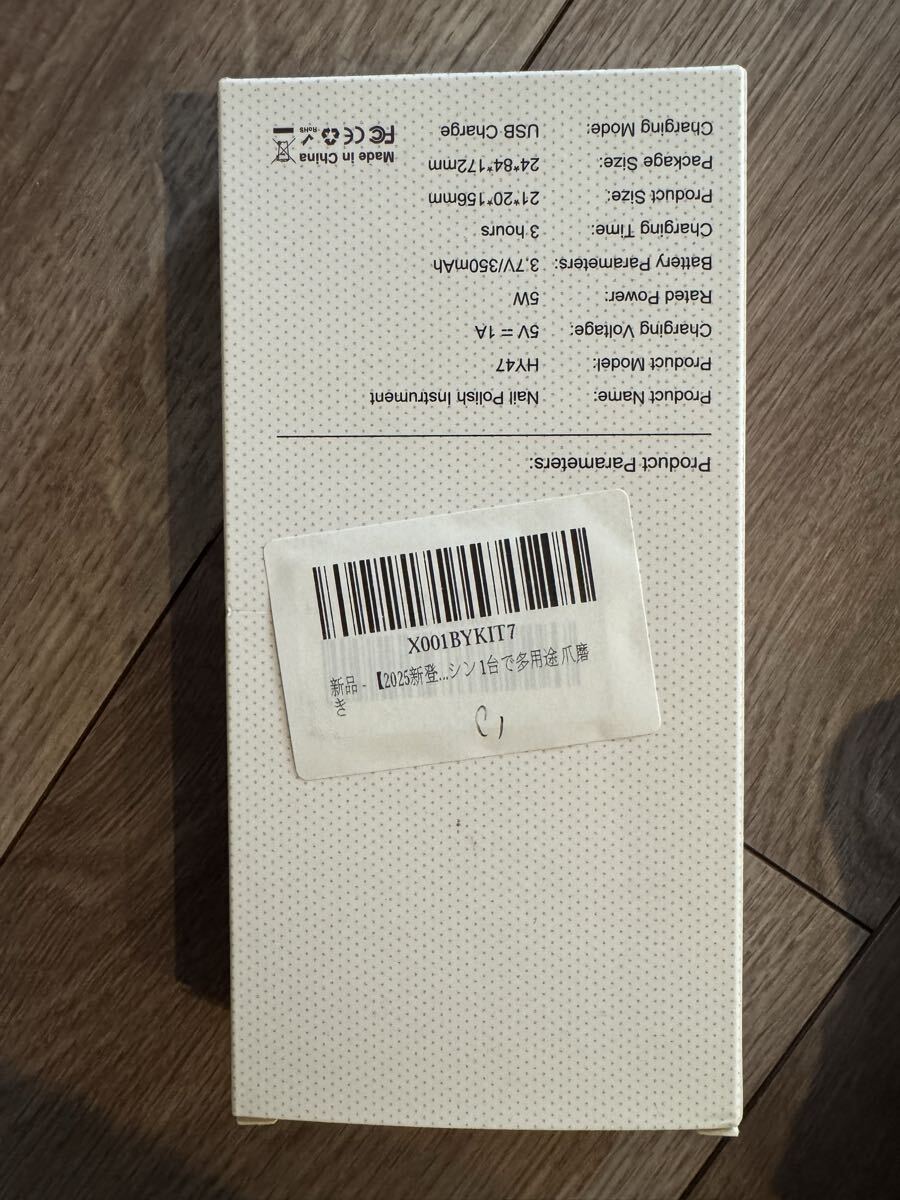 Product Parameters:
Product Name: Nail Polish Instrument
Product Model: HY47
Charging Voltage: 5V = 1A
Rated Power: 5W
Battery Parameters: 3.7V/350mAh
Charging Time: 3 hours
Product Size: 21*20*156mm
Package Size: 24*84*172mm
Charging Mode: USB Charge
Made in China
FC CE RoHS
X001BYKIT7
新品 - 【2025新登...シン 1台で多用途 爪磨
き